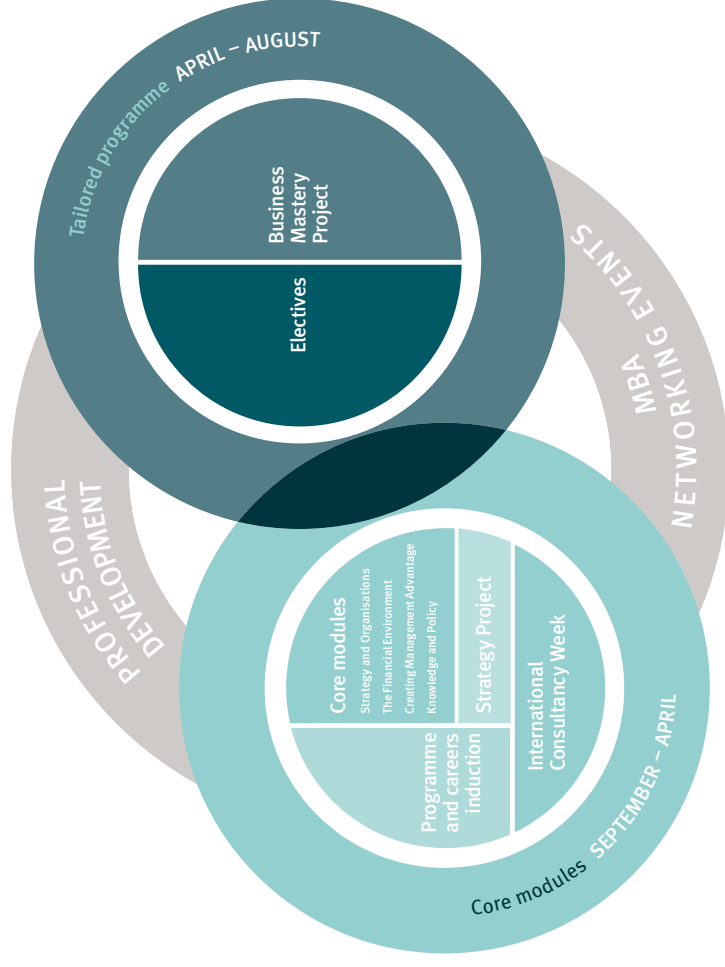 PROFESSIONAL
DEVELOPMENT
Core modules SEPTEMBER – APRIL
Programme
and careers
induction
Core modules
Strategy and Organisations
The Financial Environment
Creating Management Advantage
Knowledge and Policy
Strategy Project
International
Consultancy Week
Tailored programme APRIL – AUGUST
Electives
Business
Mastery
Project
MBA
NETWORKING EVENTS